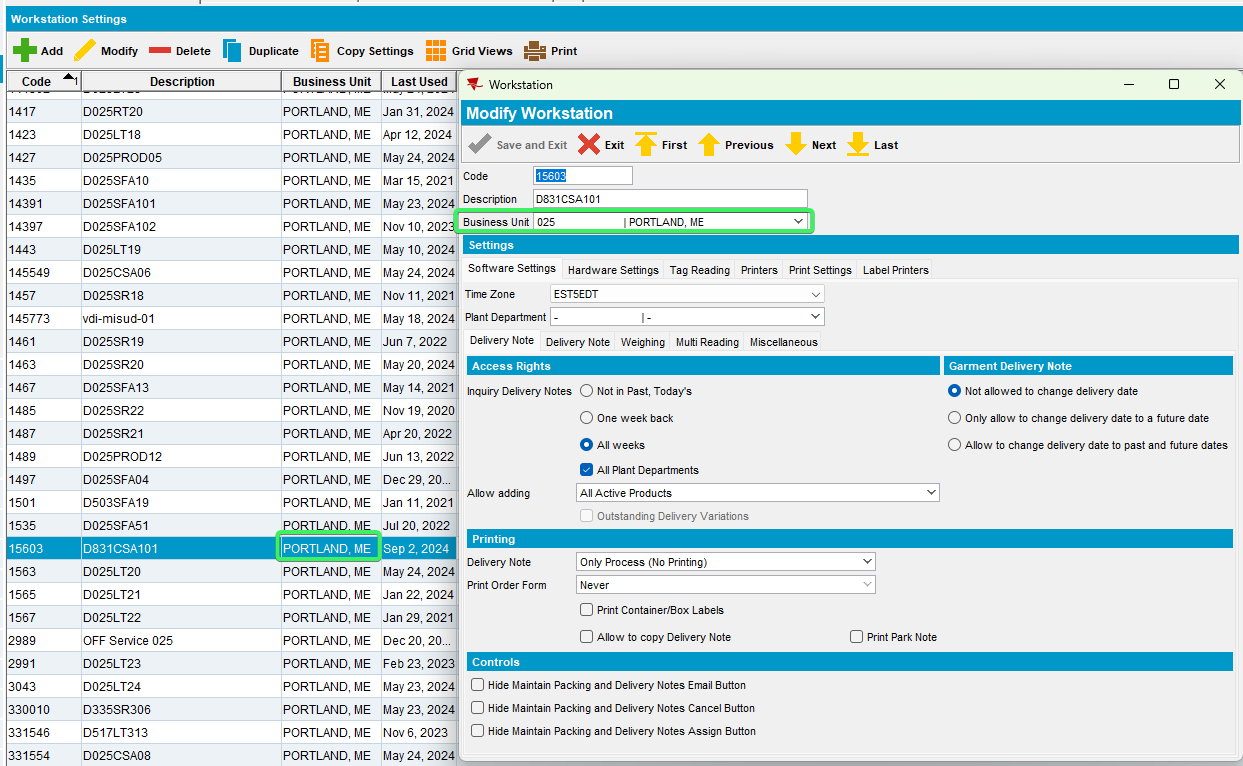 Workstation Settings
Add Modify Delete Duplicate Copy Settings Grid Views Print
Code 1 Description Business Unit Last Used
1417 D025RT20 PORTLAND, ME Jan 31, 2024
1423 D025LT18 PORTLAND, ME Apr 12, 2024
1427 D025PROD05 PORTLAND, ME May 24, 2024
1435 D025SFA10 PORTLAND, ME Mar 15, 2021
14391 D025SFA101 PORTLAND, ME May 23, 2024
14397 D025SFA102 PORTLAND, ME Nov 10, 2023
1443 D025LT19 PORTLAND, ME May 10, 2024
145549 D025CSA06 PORTLAND, ME May 24, 2024
1457 D025SR18 PORTLAND, ME Nov 11, 2021
145773 vdi-misud-01 PORTLAND, ME May 18, 2024
1461 D025SR19 PORTLAND, ME Jun 7, 2022
1463 D025SR20 PORTLAND, ME May 20, 2024
1467 D025SFA13 PORTLAND, ME May 14, 2021
1485 D025SR22 PORTLAND, ME Nov 19, 2020
1487 D025SR21 PORTLAND, ME Apr 20, 2022
1489 D025PROD12 PORTLAND, ME Jun 13, 2022
1497 D025SFA04 PORTLAND, ME Dec 29, 20...
1501 D503SFA19 PORTLAND, ME Jan 11, 2021
1535 D025SFA51 PORTLAND, ME Jul 20, 2022
15603 D831CSA101 PORTLAND, ME Sep 2, 2024
1563 D025LT20 PORTLAND, ME May 24, 2024
1565 D025LT21 PORTLAND, ME Jan 22, 2024
1567 D025LT22 PORTLAND, ME Jan 29, 2021
2989 OFF Service 025 PORTLAND, ME Dec 20, 20...
2991 D025LT23 PORTLAND, ME Feb 23, 2023
3043 D025LT24 PORTLAND, ME May 23, 2024
330010 D335SR306 PORTLAND, ME May 23, 2024
331546 D517LT313 PORTLAND, ME Nov 6, 2023
331554 D025CSA08 PORTLAND, ME May 24, 2024
Workstation
Modify Workstation
Save and Exit Exit First Previous Next Last
Code 15603
Description D831CSA101
Business Unit 025 | PORTLAND, ME
Settings
Software Settings Hardware Settings Tag Reading Printers Print Settings Label Printers
Time Zone EST5EDT
Plant Department - | -
Delivery Note Delivery Note Weighing Multi Reading Miscellaneous
Access Rights Garment Delivery Note
Inquiry Delivery Notes Not in Past, Today's Not allowed to change delivery date
One week back Only allow to change delivery date to a future date
All weeks Allow to change delivery date to past and future dates
All Plant Departments
Allow adding All Active Products
Outstanding Delivery Variations
Printing
Delivery Note Only Process (No Printing)
Print Order Form Never
Print Container/Box Labels
Allow to copy Delivery Note Print Park Note
Controls
Hide Maintain Packing and Delivery Notes Email Button
Hide Maintain Packing and Delivery Notes Cancel Button
Hide Maintain Packing and Delivery Notes Assign Button